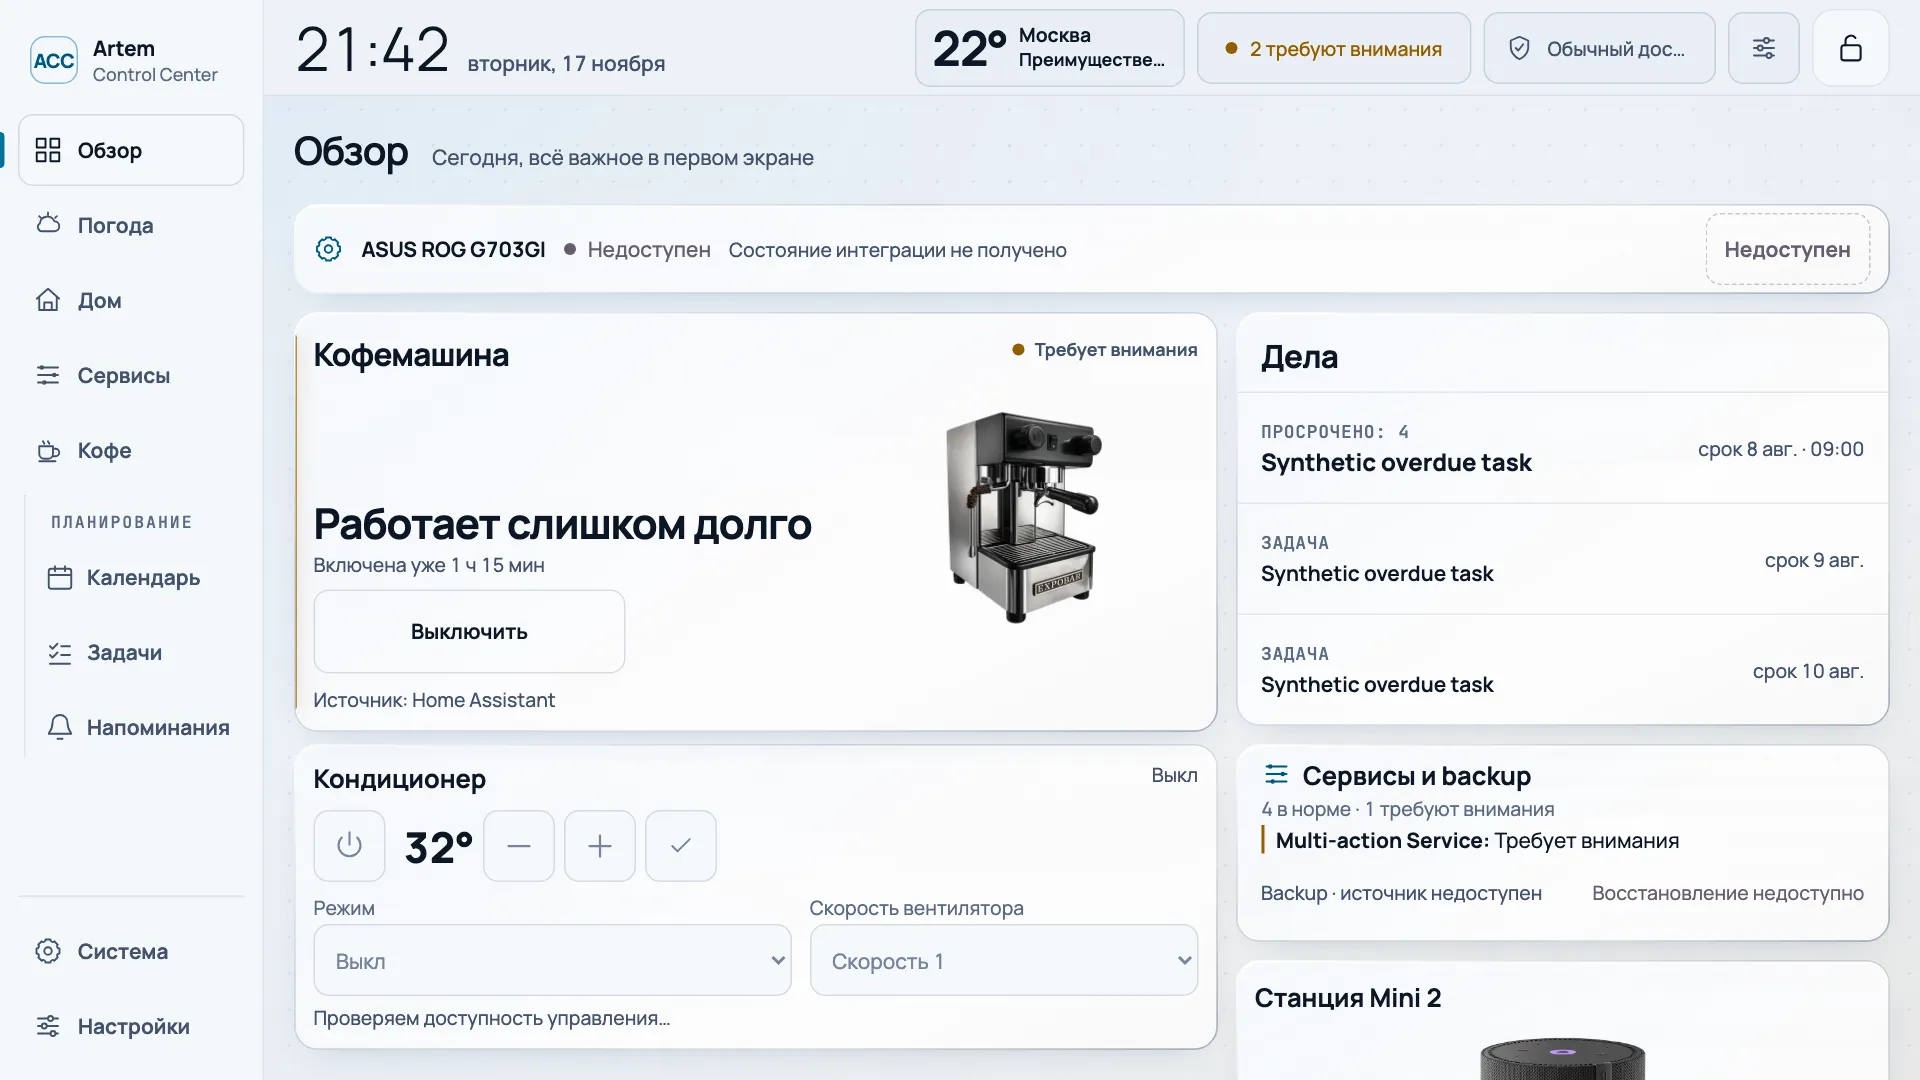 ACC
Artem
Control Center
21:42
вторник, 17 ноября
22°
Москва
Преимуществе...
2 требуют внимания
Обычный дос...
Обзор
Погода
Дом
Сервисы
Кофе
ПЛАНИРОВАНИЕ
Календарь
Задачи
Напоминания
Система
Настройки
Обзор
Сегодня, всё важное в первом экране
ASUS ROG G703GI
Недоступен
Состояние интеграции не получено
Недоступен
Кофемашина
Требует внимания
Работает слишком долго
Включена уже 1 ч 15 мин
Выключить
Источник: Home Assistant
EXPOBAR
Дела
ПРОСРОЧЕНО: 4
Synthetic overdue task
срок 8 авг. · 09:00
ЗАДАЧА
Synthetic overdue task
срок 9 авг.
ЗАДАЧА
Synthetic overdue task
срок 10 авг.
Кондиционер
Выкл
32°
Режим
Выкл
Скорость вентилятора
Скорость 1
Проверяем доступность управления...
Сервисы и backup
4 в норме · 1 требуют внимания
Multi-action Service: Требует внимания
Backup · источник недоступен
Восстановление недоступно
Станция Mini 2